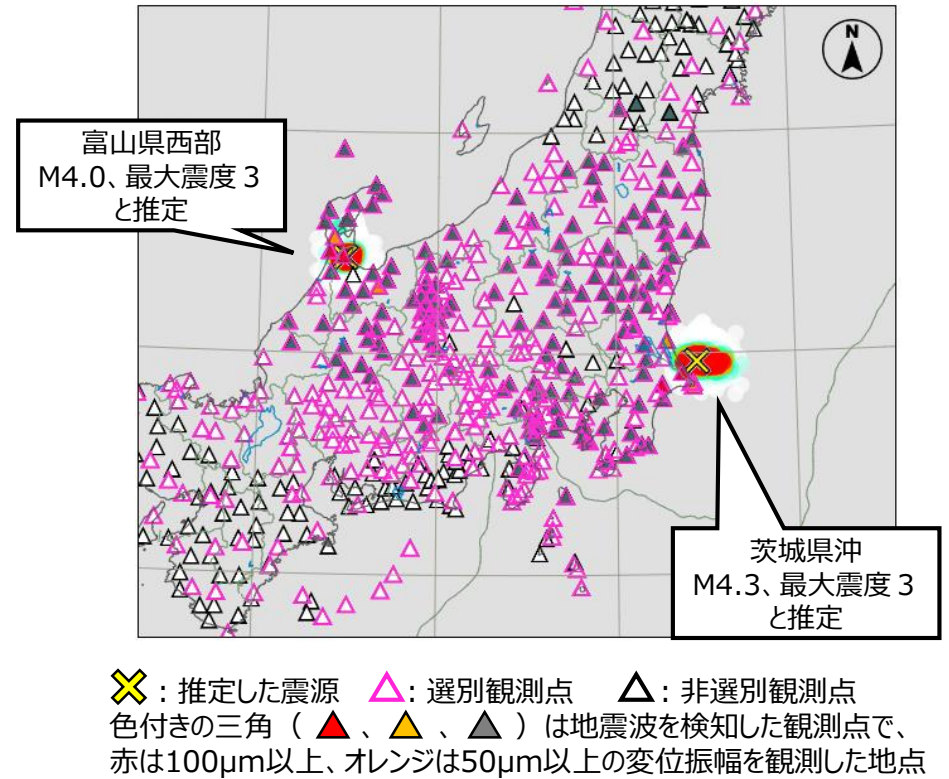 N
富山県西部
M4.0、最大震度３
と推定
茨城県沖
M4.3、最大震度３
と推定
：推定した震源 ：選別観測点 ：非選別観測点
色付きの三角（ 、 、 ）は地震波を検知した観測点で、
赤は100μm以上、オレンジは50μm以上の変位振幅を観測した地点